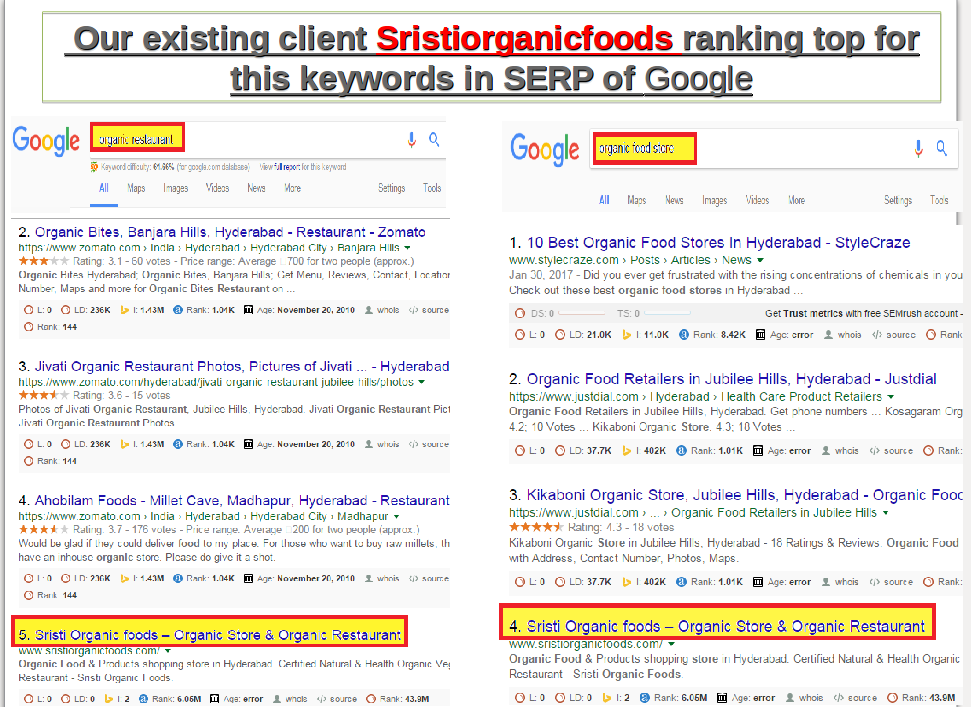 Our existing client Sristiorganicfoods ranking top for
this keywords in SERP of Google
Google
organic restaurant
Keyword difficulty: 61.66% (for google.com database) View full report for this keyword
All Maps Images Videos News More Settings Tools
2. Organic Bites, Banjara Hills, Hyderabad - Restaurant - Zomato
https://www.zomato.com › India › Hyderabad › Hyderabad City › Banjara Hills
Rating: 3.1 - 60 votes - Price range: Average 700 for two people (approx.)
Organic Bites Hyderabad; Organic Bites, Banjara Hills; Get Menu, Reviews, Contact, Location
Number, Maps and more for Organic Bites Restaurant on ...
L: 0 LD: 236K I: 1.43M Rank: 1.04K Age: November 20, 2010 whois source
Rank: 144
3. Jivati Organic Restaurant Photos, Pictures of Jivati ... - Hyderabad
https://www.zomato.com/hyderabad/jivati-organic-restaurant-jubilee-hills/photos
Rating: 3.6 - 15 votes
Photos of Jivati Organic Restaurant, Jubilee Hills, Hyderabad. Jivati Organic Restaurant Pict
Jivati Organic Restaurant Photos.
L: 0 LD: 236K I: 1.43M Rank: 1.04K Age: November 20, 2010 whois source
Rank: 144
4. Ahobilam Foods - Millet Cave, Madhapur, Hyderabad - Restaurant
https://www.zomato.com › India › Hyderabad › Hyderabad City › Madhapur
Rating: 3.7 - 176 votes - Price range: Average 200 for two people (approx.)
Would be glad if they could deliver food to my place. For those who want to buy raw millets, th
have an inhouse organic store. Please do give it a shot.
L: 0 LD: 236K I: 1.43M Rank: 1.04K Age: November 20, 2010 whois source
Rank: 144
5. Sristi Organic foods – Organic Store & Organic Restaurant
www.sristiorganicfoods.com/
Organic Food & Products shopping store in Hyderabad. Certified Natural & Health Organic Veg
Restaurant - Sristi Organic Foods.
L: 0 LD: 0 I: 2 Rank: 6.05M Age: error whois source Rank: 43.9M
Google
organic food store
All Maps News Images Videos More Settings Tools
1. 10 Best Organic Food Stores In Hyderabad - StyleCraze
www.stylecraze.com › Posts › Articles › News
Jan 30, 2017 - Did you ever get frustrated with the rising concentrations of chemicals in you
Check out these best organic food stores in Hyderabad ...
DS: 0 TS: 0 Get Trust metrics with free SEMrush account -
L: 0 LD: 21.0K I: 11.0K Rank: 8.42K Age: error whois source Rank
2. Organic Food Retailers in Jubilee Hills, Hyderabad - Justdial
https://www.justdial.com › Hyderabad › Health Care Product Retailers
Organic Food Retailers in Jubilee Hills, Hyderabad. Get phone numbers ... Kosagaram Org
4.2; 10 Votes ... Kikaboni Organic Store. 4.3; 18 Votes ...
L: 0 LD: 37.7K I: 402K Rank: 1.01K Age: error whois source Rank:
3. Kikaboni Organic Store, Jubilee Hills, Hyderabad - Organic Food
https://www.justdial.com › ... › Organic Food Retailers in Jubilee Hills
Rating: 4.3 - 18 votes
Kikaboni Organic Store in Jubilee Hills, Hyderabad - 18 Ratings & Reviews. Organic Food
with Address, Contact Number, Photos, Maps.
L: 0 LD: 37.7K I: 402K Rank: 1.01K Age: error whois source Rank:
4. Sristi Organic foods – Organic Store & Organic Restaurant
www.sristiorganicfoods.com/
Organic Food & Products shopping store in Hyderabad. Certified Natural & Health Organic
Restaurant - Sristi Organic Foods.
L: 0 LD: 0 I: 2 Rank: 6.05M Age: error whois source Rank: 43.9M